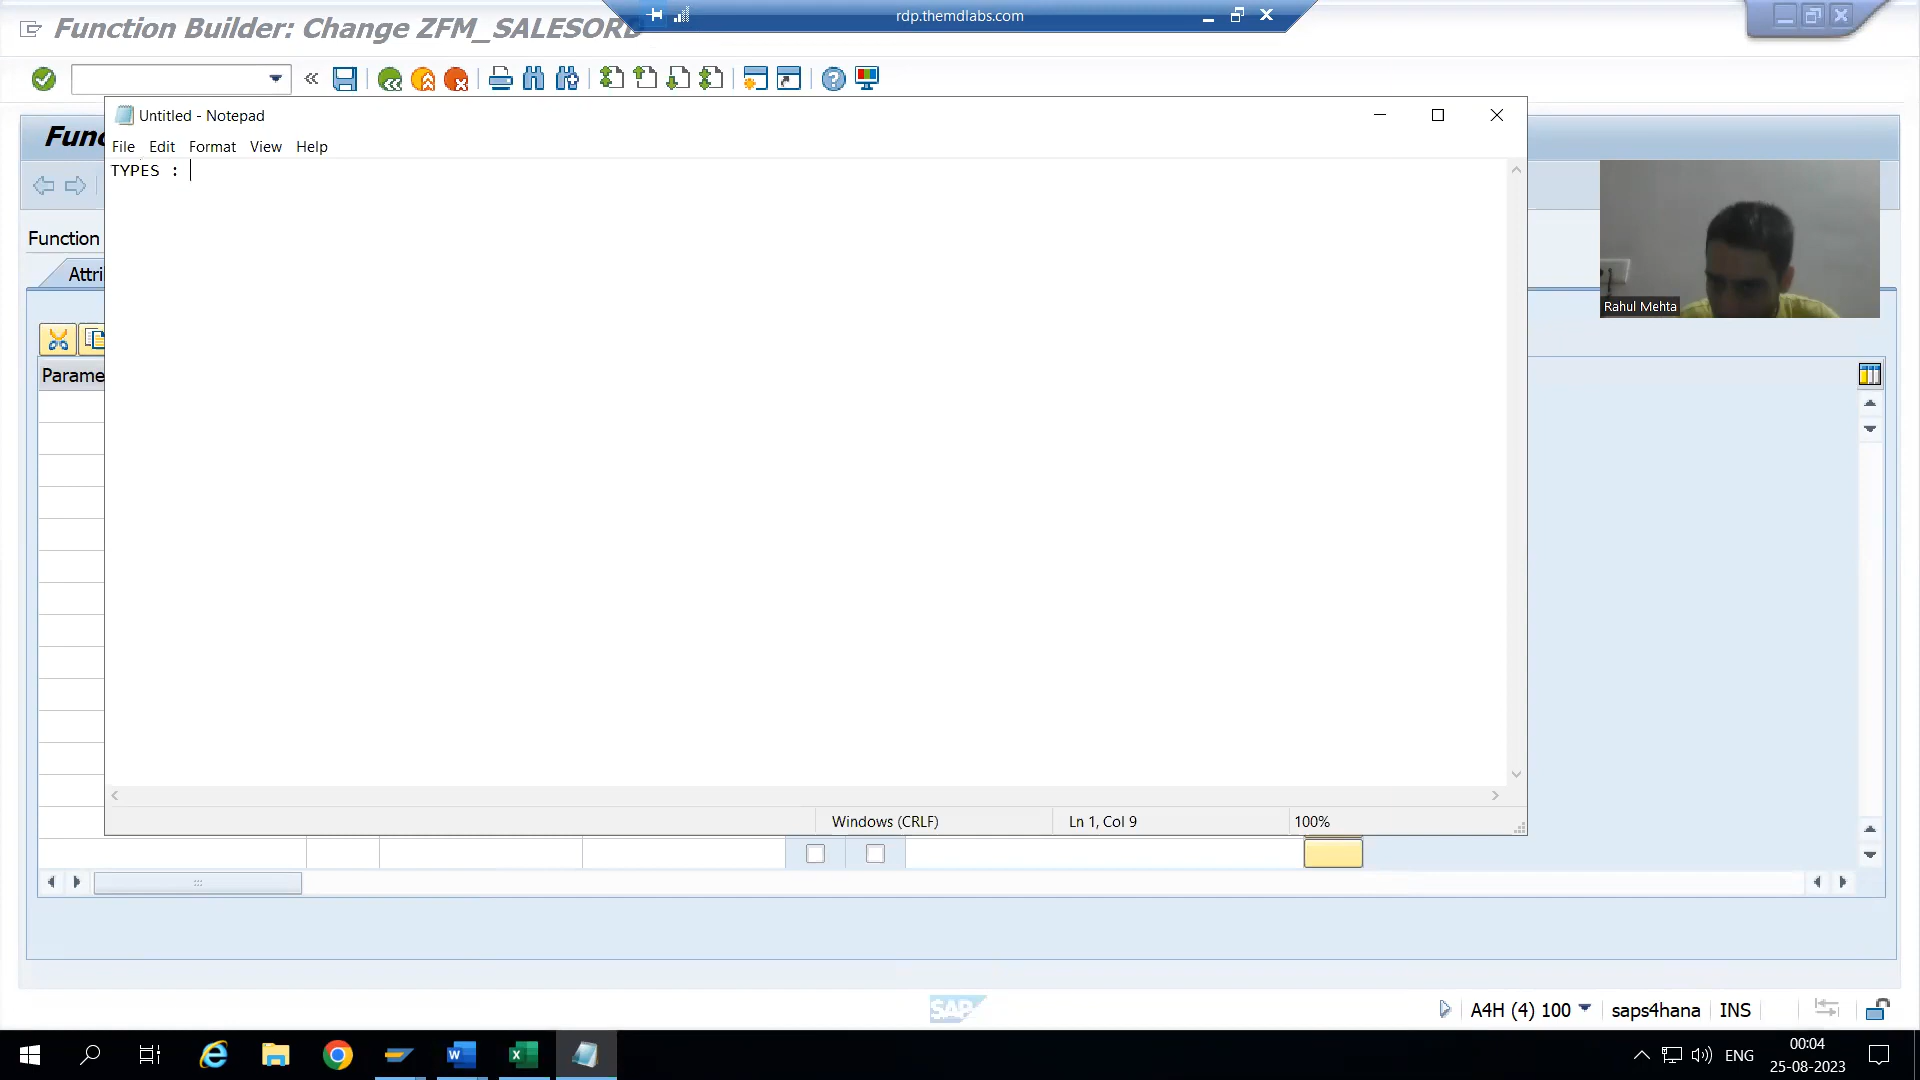 Function Builder: Change ZFM_SALESORD
rdp.themdlabs.com
Untitled - Notepad
File Edit Format View Help
TYPES :
Func
Function
Attri
Parame
Rahul Mehta
Windows (CRLF)
Ln 1, Col 9
100%
SAP
A4H (4) 100
saps4hana
INS
ENG
00:04
25-08-2023